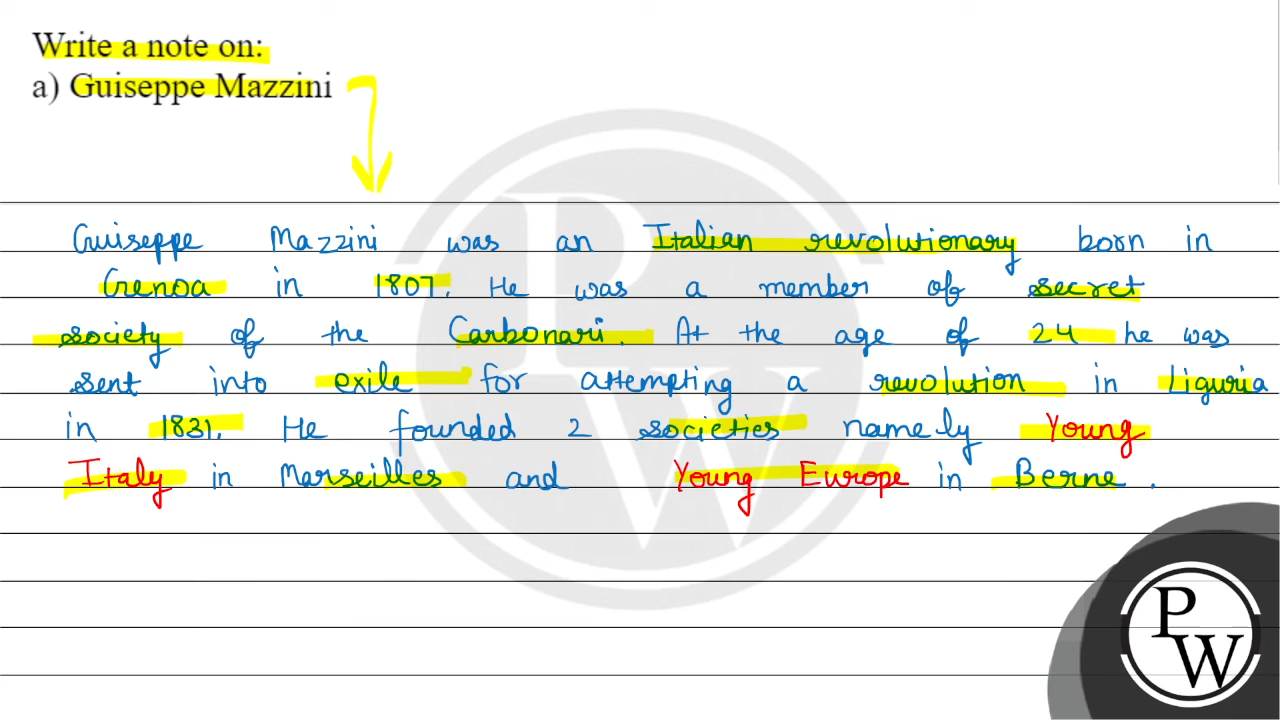 Write a note on:
a) Guiseppe Mazzini
Guiseppe Mazzini was an Italian revolutionary born in
Genoa in 1807. He was a member of secret
society of the Carbonari. At the age of 24 he was
sent into exile for attempting a revolution in Liguria
in 1831. He founded 2 societies namely Young
Italy in Marseilles and Young Europe in Berne.
PW
PW